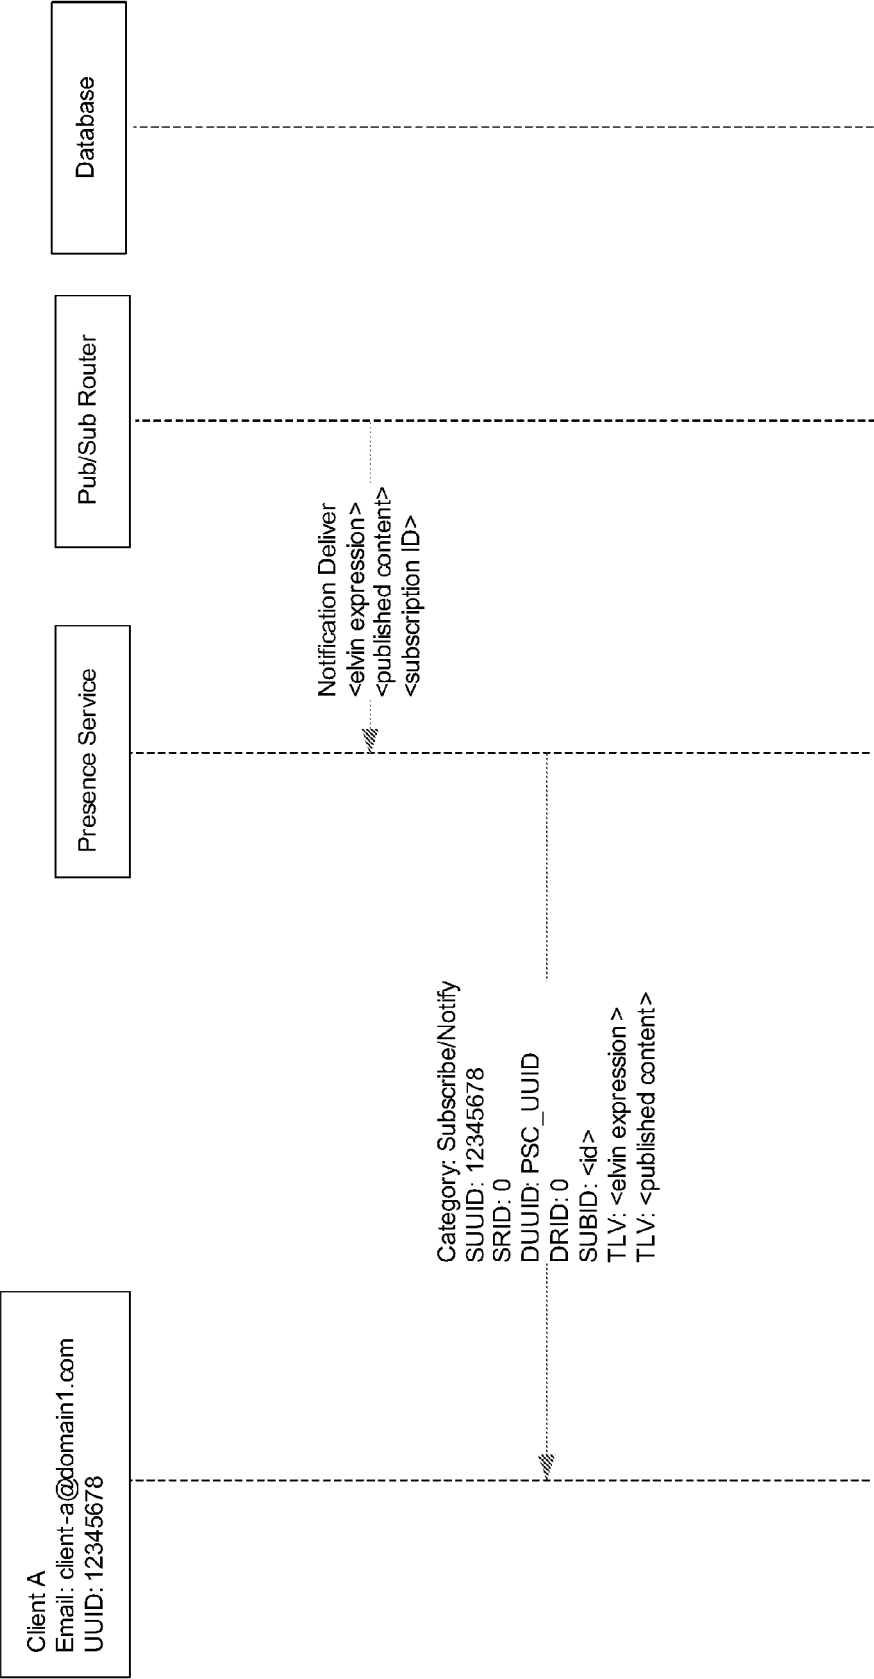 Client A
Email: client-a@domain1.com
UUID: 12345678
Presence Service
Pub/Sub Router
Database
Notification Deliver
<elvin expression>
<published content>
<subscription ID>
Category: Subscribe/Notify
SUUID: 12345678
SRID: 0
DUUID: PSC_UUID
DRID: 0
SUBID: <id>
TLV: <elvin expression>
TLV: <published content>